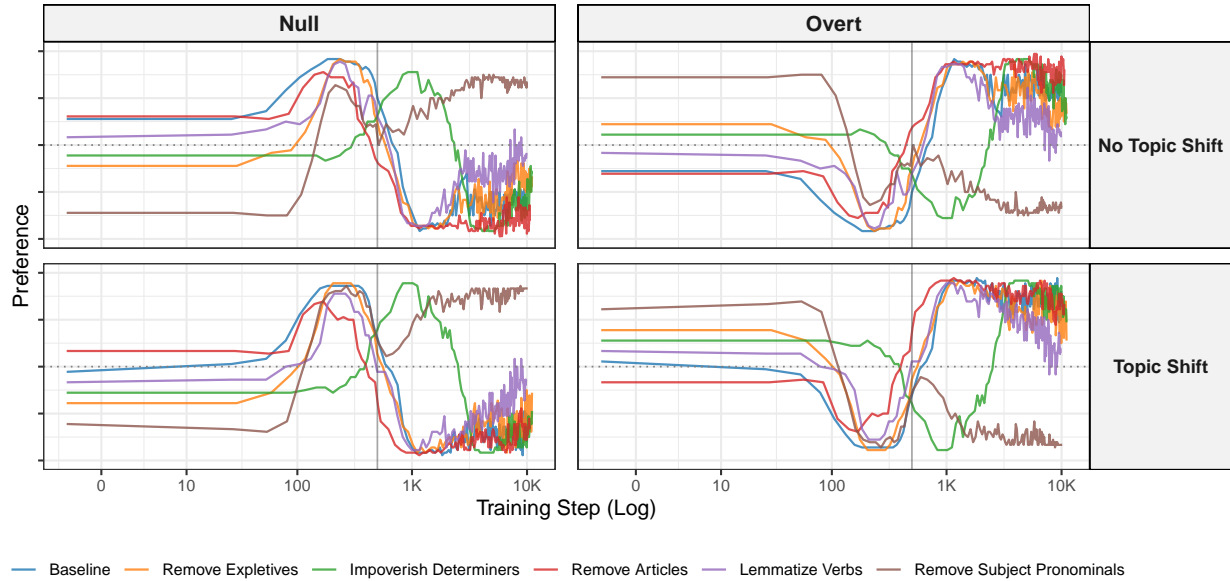 Null Overt
No Topic Shift
Topic Shift
Preference
0 10 100 1K 10K 0 10 100 1K 10K
Training Step (Log)
Baseline Remove Expletives Impoverish Determiners Remove Articles Lemmatize Verbs Remove Subject Pronominals